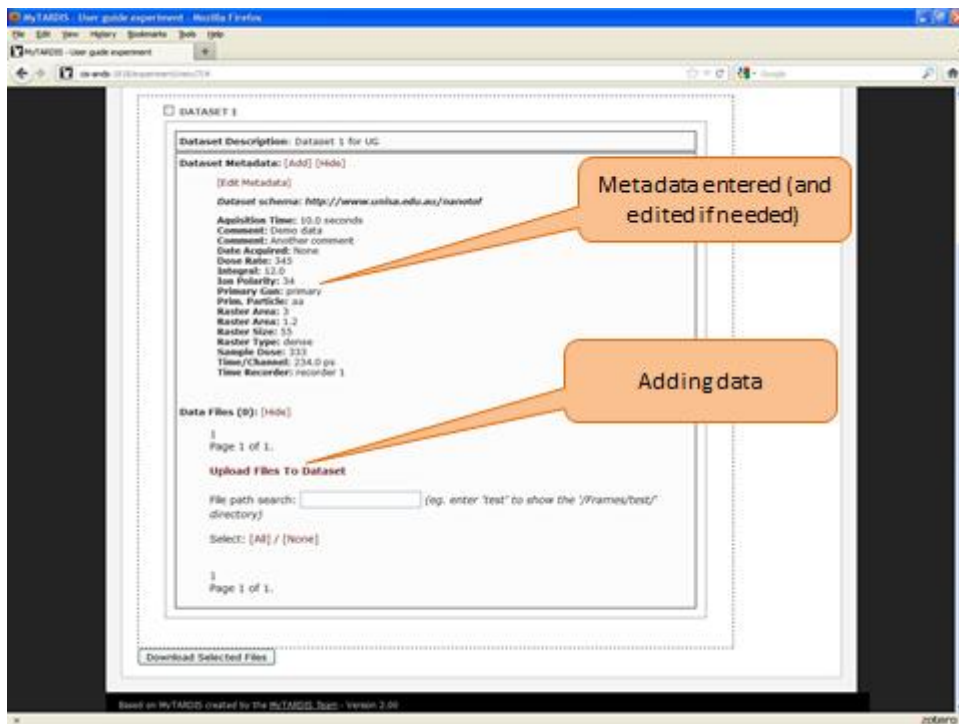 MyTARDIS - User guide experiment - Mozilla Firefox
File Edit View History Bookmarks Tools Help
MyTARDIS - User guide experiment
Google
DATASET 1
Dataset Description: Dataset 1 for UG
Dataset Metadata: [Add] [Hide]
[Edit Metadata]
Dataset schema: http://www.unisa.edu.au/nanotof
Aquisition Time: 10.0 seconds
Comment: Demo data
Comment: Another comment
Date Acquired: None
Dose Rate: 345
Integral: 12.0
Ion Polarity: 34
Primary Gun: primary
Prim. Particle: aa
Raster Area: 3
Raster Area: 1.2
Raster Size: 55
Raster Type: dense
Sample Dose: 333
Time/Channel: 234.0 ps
Time Recorder: recorder 1
Metadata entered (and
edited if needed)
Adding data
Data Files (0): [Hide]
1
Page 1 of 1.
Upload Files To Dataset
File path search: (eg. enter 'test' to show the '/Frames/test/'
directory)
Select: [All] / [None]
1
Page 1 of 1.
Download Selected Files
Based on MyTARDIS created by the MyTARDIS Team - Version 2.00
zotero